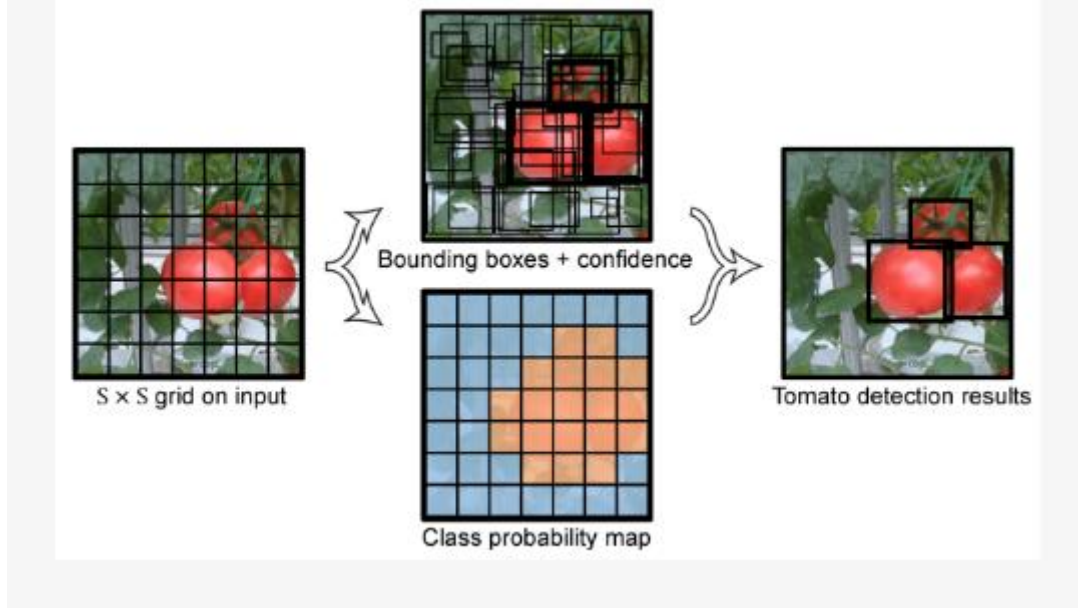 Bounding boxes + confidence
S × S grid on input
Tomato detection results
Class probability map